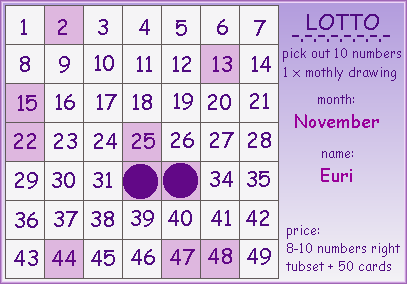 1 2 3 4 5 6 7
8 9 10 11 12 13 14
15 16 17 18 19 20 21
22 23 24 25 26 27 28
29 30 31 34 35
36 37 38 39 40 41 42
43 44 45 46 47 48 49
LOTTO
pick out 10 numbers
1 x mothly drawing
month:
November
name:
Euri
price:
8-10 numbers right
tubset + 50 cards